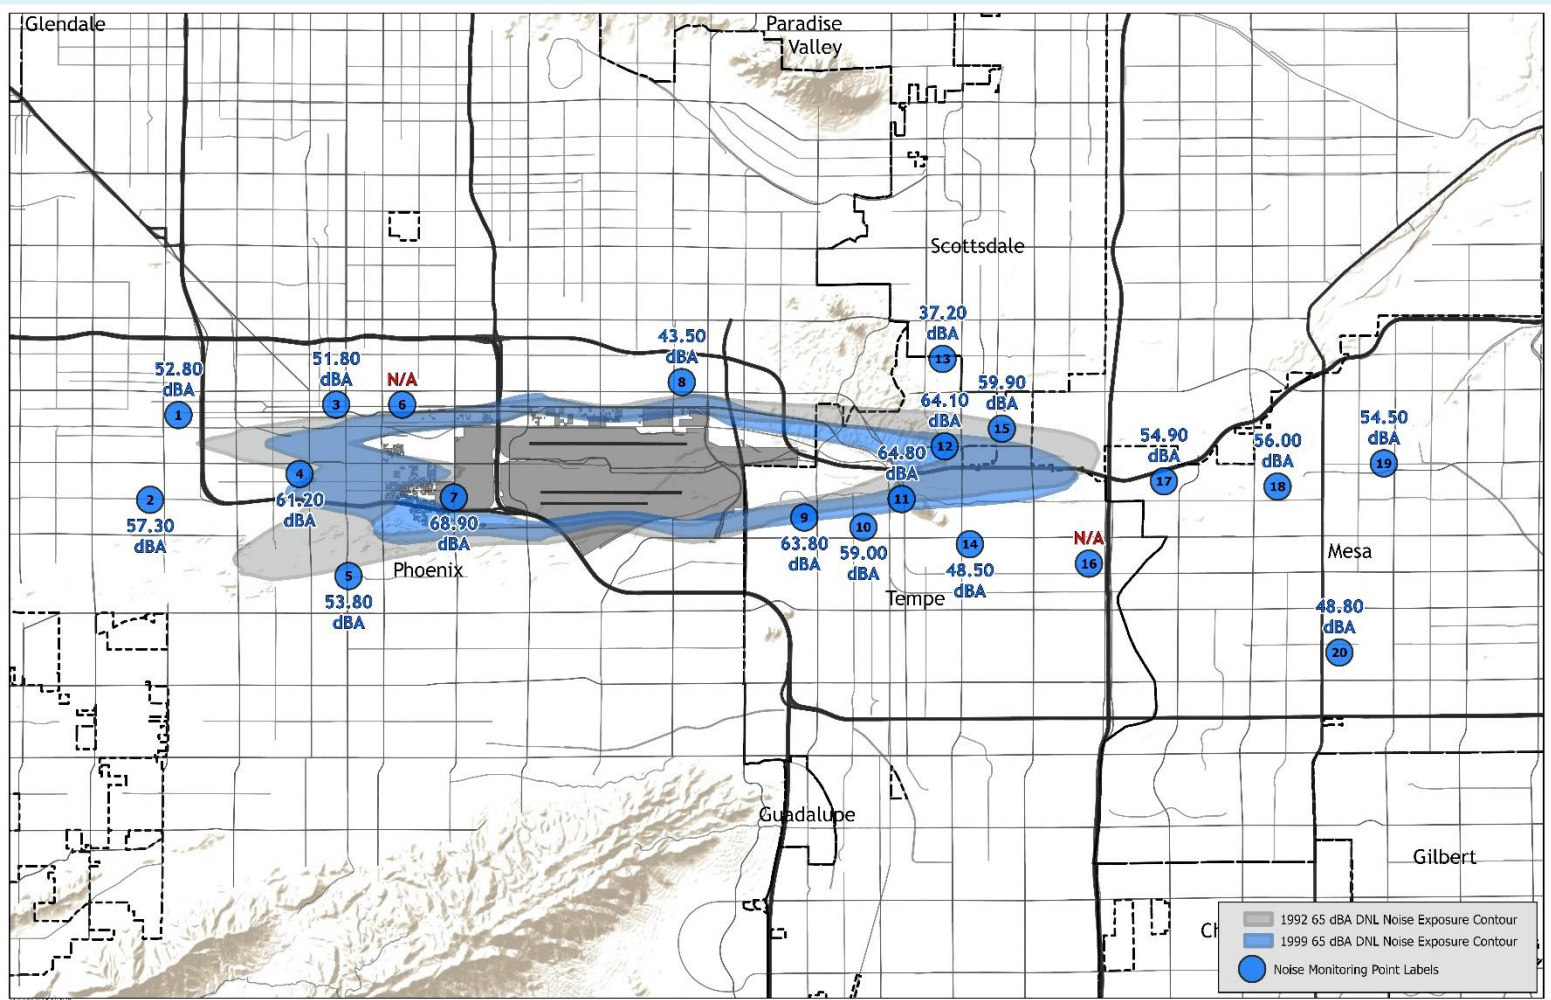 Glendale
Paradise
Valley
Scottsdale
37.20
dBA
13
43.50
dBA
8
52.80
dBA
1
51.80
dBA
3
N/A
6
59.90
dBA
15
64.10
dBA
12
54.90
dBA
17
56.00
dBA
18
54.50
dBA
19
64.80
dBA
11
4
61.20
dBA
2
57.30
dBA
7
68.90
dBA
9
63.80
dBA
10
59.00
dBA
14
48.50
dBA
N/A
16
Mesa
5
53.80
dBA
Phoenix
Tempe
48.80
dBA
20
Guadalupe
Gilbert
Ch
1992 65 dBA DNL Noise Exposure Contour
1999 65 dBA DNL Noise Exposure Contour
Noise Monitoring Point Labels